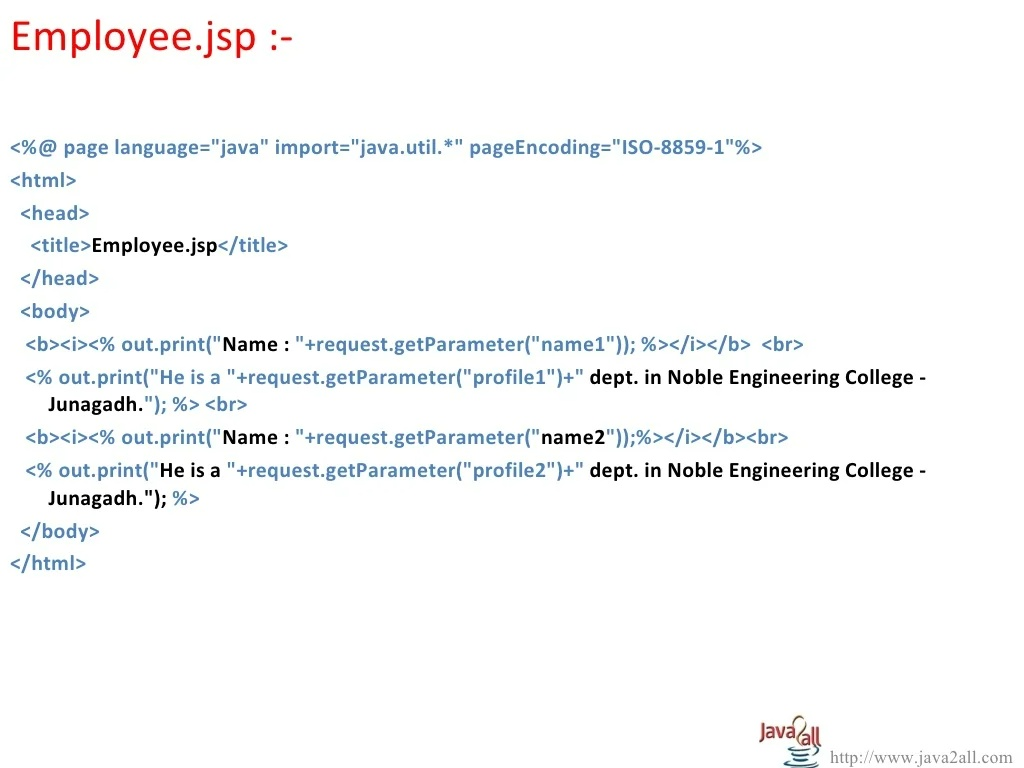 Employee.jsp :-
<%@ page language="java" import="java.util.*" pageEncoding="ISO-8859-1"%>
<html>
<head>
<title>Employee.jsp</title>
</head>
<body>
<b><i><% out.print("Name : "+request.getParameter("name1")); %></i></b> <br>
<% out.print("He is a "+request.getParameter("profile1")+" dept. in Noble Engineering College -
Junagadh."); %> <br>
<b><i><% out.print("Name : "+request.getParameter("name2"));%></i></b><br>
<% out.print("He is a "+request.getParameter("profile2")+" dept. in Noble Engineering College -
Junagadh."); %>
</body>
</html>
Java2all
http://www.java2all.com